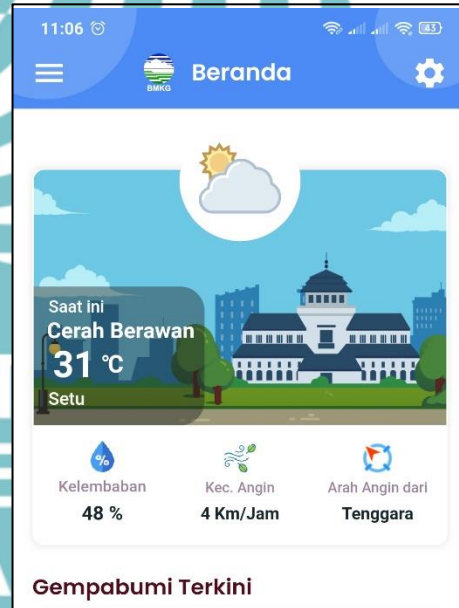 11:06
43
BMKG
Beranda
Saat ini
Cerah Berawan
31 °C
Setu
%
Kelembaban
48 %
Kec. Angin
4 Km/Jam
Arah Angin dari
Tenggara
Gempabumi Terkini